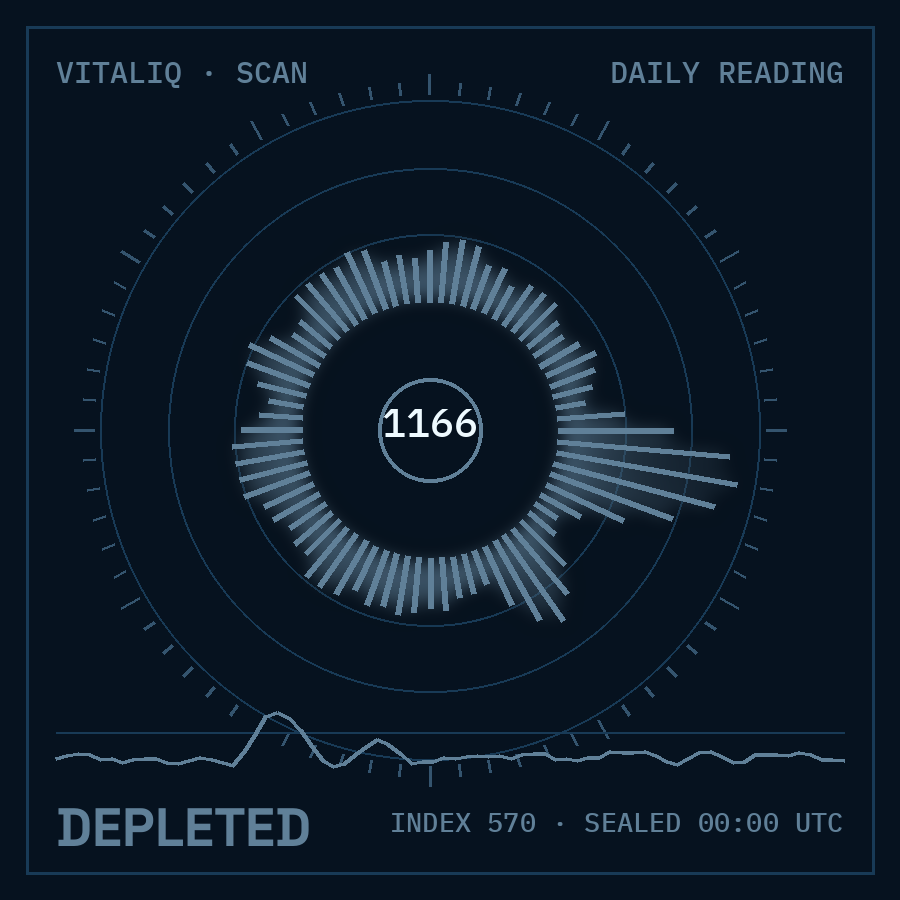 VITALIQ · SCAN
DAILY READING
1166
DEPLETED
INDEX 570 · SEALED 00:00 UTC